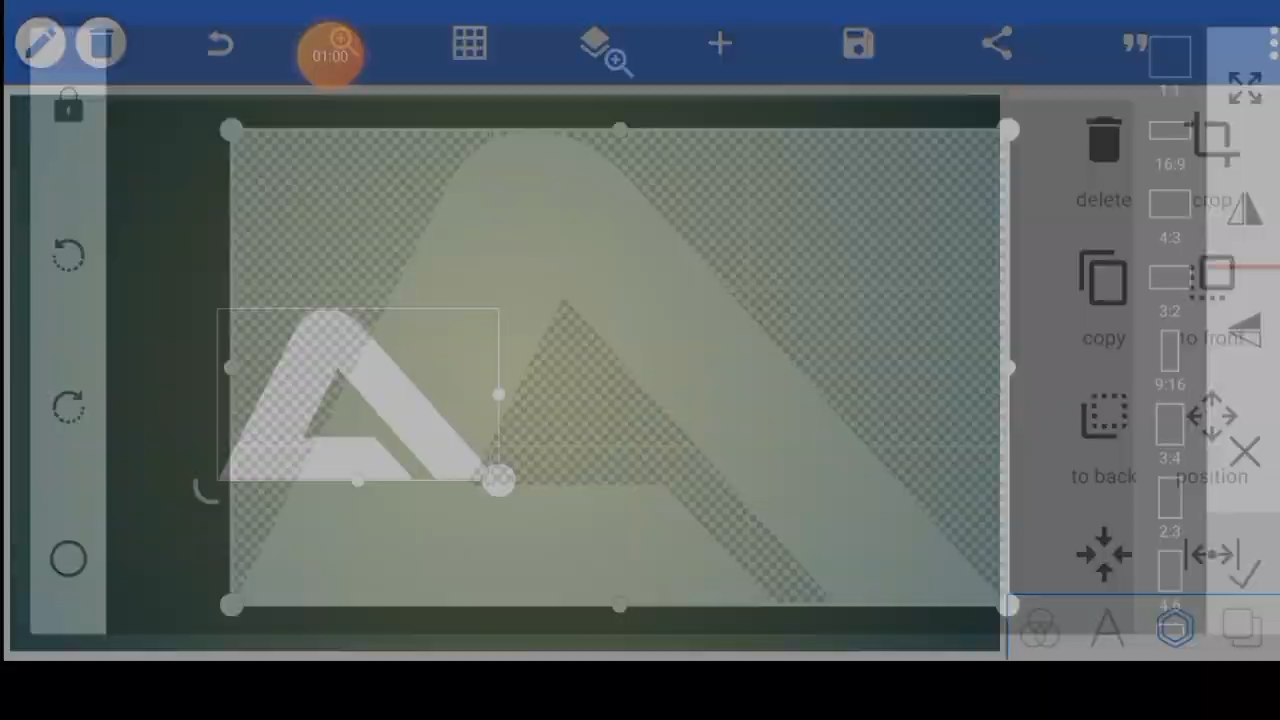 01:00
1:1
16:9
delete
crop
4:3
3:2
copy
to front
9:16
3:4
to back
position
2:3